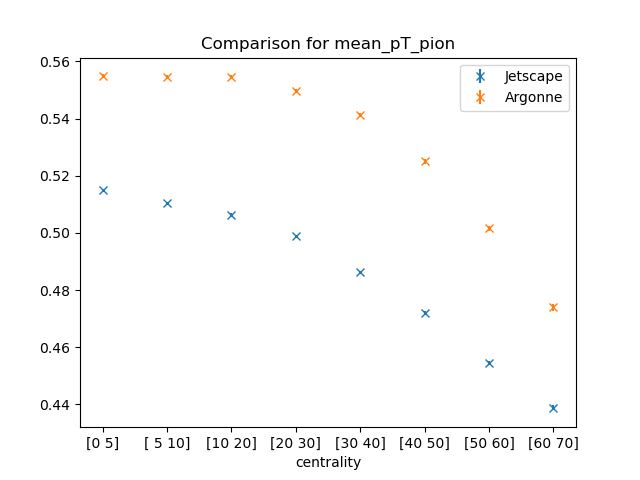 Comparison for mean_pT_pion
Jetscape
Argonne
0.56
0.54
0.52
0.50
0.48
0.46
0.44
[0 5] [ 5 10] [10 20] [20 30] [30 40] [40 50] [50 60] [60 70]
centrality